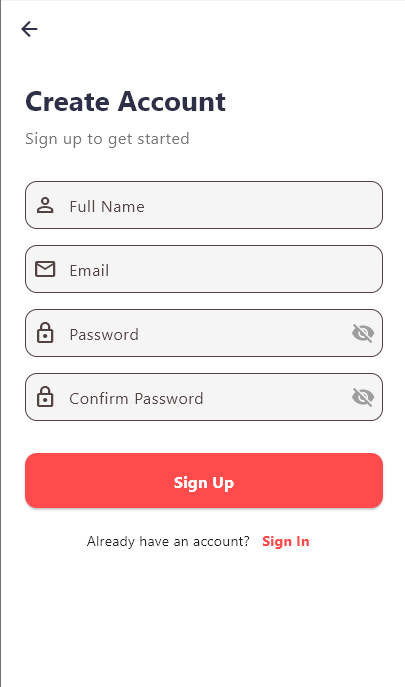 Create Account
Sign up to get started
Full Name
Email
Password
Confirm Password
Sign Up
Already have an account? Sign In